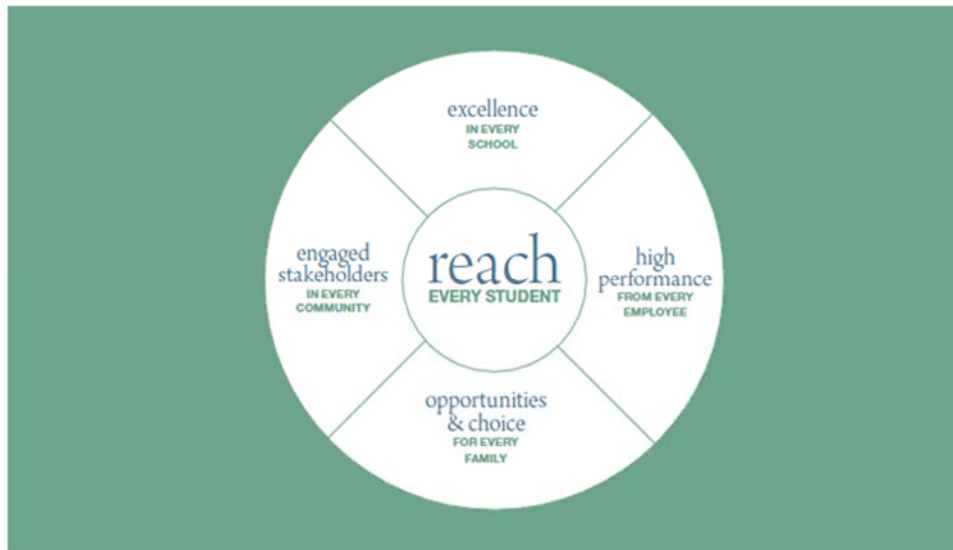 excellence
IN EVERY
SCHOOL
engaged
stakeholders
IN EVERY
COMMUNITY
reach
EVERY STUDENT
high
performance
FROM EVERY
EMPLOYEE
opportunities
& choice
FOR EVERY
FAMILY